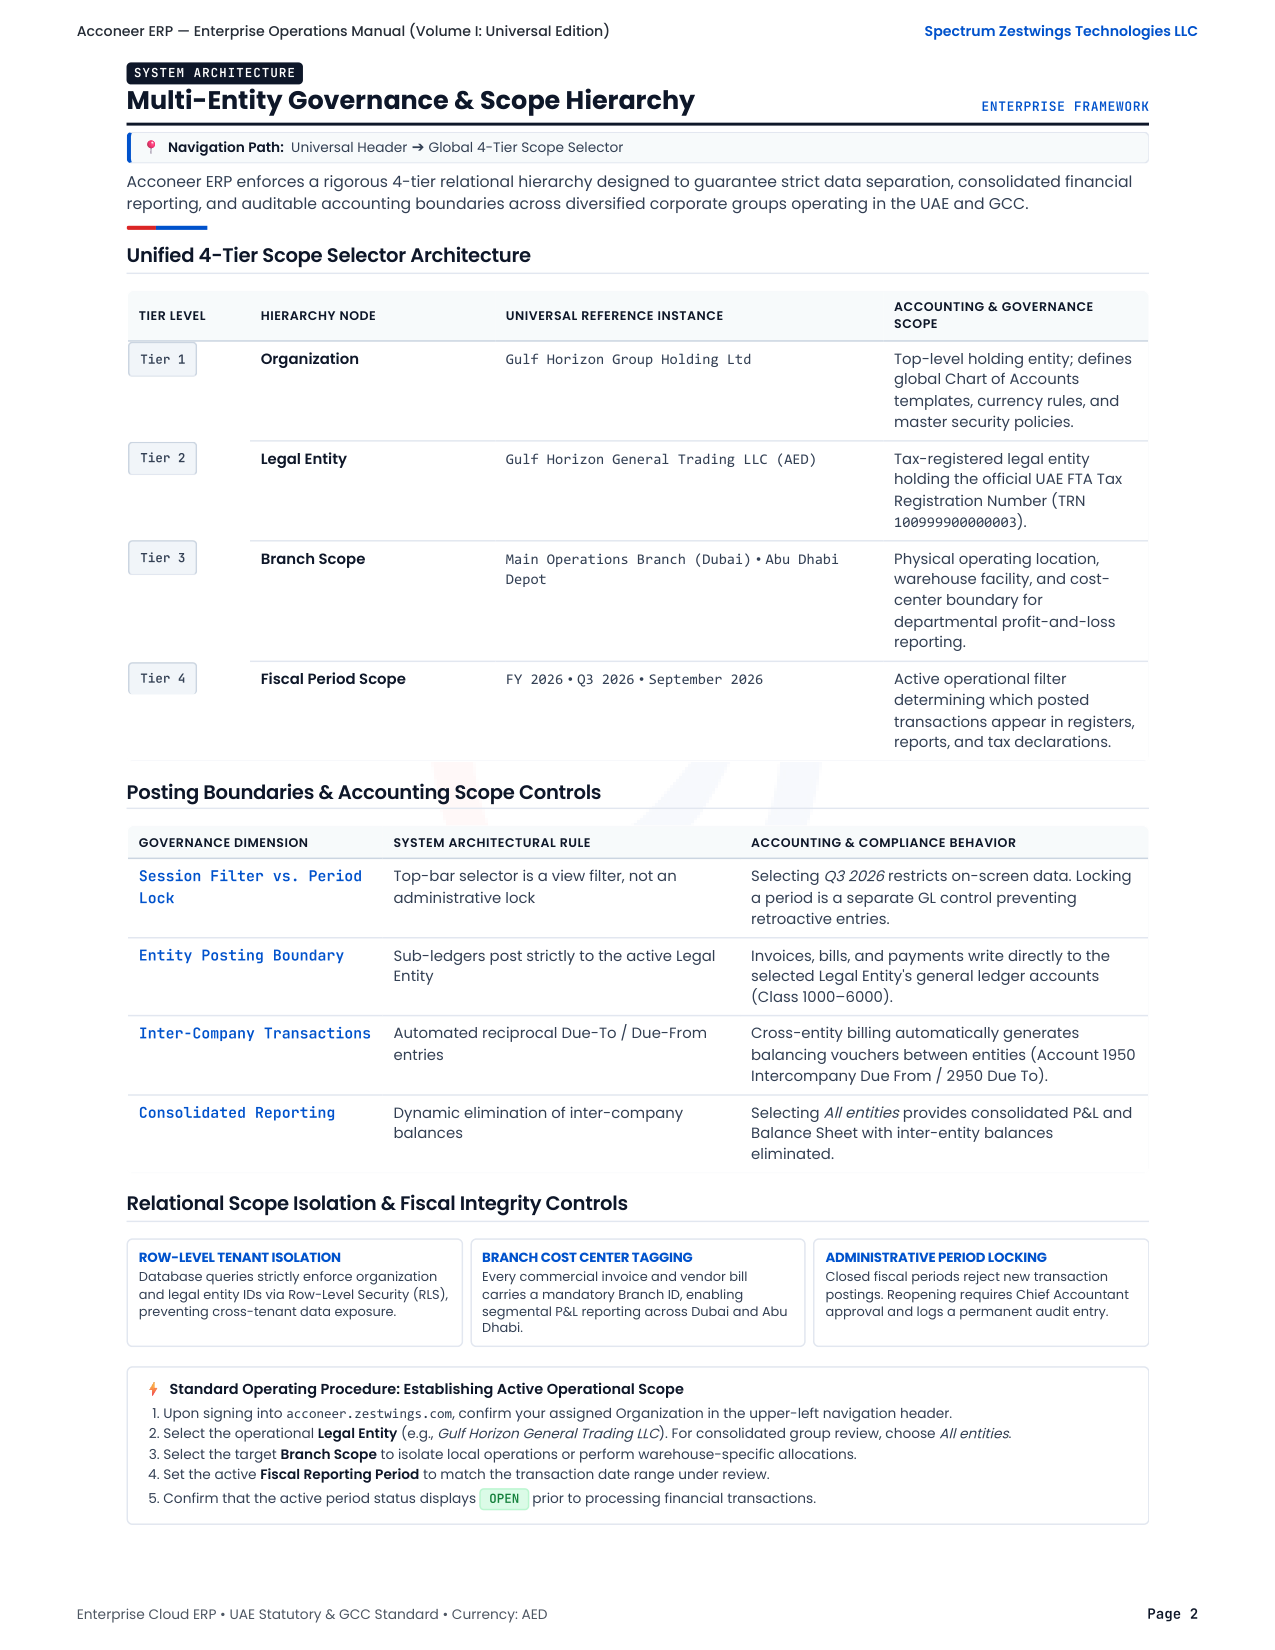 Acconeer ERP — Enterprise Operations Manual (Volume I: Universal Edition)
Spectrum Zestwings Technologies LLC
SYSTEM ARCHITECTURE
Multi-Entity Governance & Scope Hierarchy
ENTERPRISE FRAMEWORK
📍 Navigation Path: Universal Header ➔ Global 4-Tier Scope Selector
Acconeer ERP enforces a rigorous 4-tier relational hierarchy designed to guarantee strict data separation, consolidated financial
reporting, and auditable accounting boundaries across diversified corporate groups operating in the UAE and GCC.
Unified 4-Tier Scope Selector Architecture
TIER LEVEL
HIERARCHY NODE
UNIVERSAL REFERENCE INSTANCE
ACCOUNTING & GOVERNANCE
SCOPE
Tier 1
Organization
Gulf Horizon Group Holding Ltd
Top-level holding entity; defines
global Chart of Accounts
templates, currency rules, and
master security policies.
Tier 2
Legal Entity
Gulf Horizon General Trading LLC (AED)
Tax-registered legal entity
holding the official UAE FTA Tax
Registration Number (TRN
100999900000003).
Tier 3
Branch Scope
Main Operations Branch (Dubai) • Abu Dhabi
Depot
Physical operating location,
warehouse facility, and cost-
center boundary for
departmental profit-and-loss
reporting.
Tier 4
Fiscal Period Scope
FY 2026 • Q3 2026 • September 2026
Active operational filter
determining which posted
transactions appear in registers,
reports, and tax declarations.
Posting Boundaries & Accounting Scope Controls
GOVERNANCE DIMENSION
SYSTEM ARCHITECTURAL RULE
ACCOUNTING & COMPLIANCE BEHAVIOR
Session Filter vs. Period
Lock
Top-bar selector is a view filter, not an
administrative lock
Selecting Q3 2026 restricts on-screen data. Locking
a period is a separate GL control preventing
retroactive entries.
Entity Posting Boundary
Sub-ledgers post strictly to the active Legal
Entity
Invoices, bills, and payments write directly to the
selected Legal Entity's general ledger accounts
(Class 1000–6000).
Inter-Company Transactions
Automated reciprocal Due-To / Due-From
entries
Cross-entity billing automatically generates
balancing vouchers between entities (Account 1950
Intercompany Due From / 2950 Due To).
Consolidated Reporting
Dynamic elimination of inter-company
balances
Selecting All entities provides consolidated P&L and
Balance Sheet with inter-entity balances
eliminated.
Relational Scope Isolation & Fiscal Integrity Controls
ROW-LEVEL TENANT ISOLATION
Database queries strictly enforce organization
and legal entity IDs via Row-Level Security (RLS),
preventing cross-tenant data exposure.
BRANCH COST CENTER TAGGING
Every commercial invoice and vendor bill
carries a mandatory Branch ID, enabling
segmental P&L reporting across Dubai and Abu
Dhabi.
ADMINISTRATIVE PERIOD LOCKING
Closed fiscal periods reject new transaction
postings. Reopening requires Chief Accountant
approval and logs a permanent audit entry.
⚡ Standard Operating Procedure: Establishing Active Operational Scope
1. Upon signing into acconeer.zestwings.com, confirm your assigned Organization in the upper-left navigation header.
2. Select the operational Legal Entity (e.g., Gulf Horizon General Trading LLC). For consolidated group review, choose All entities.
3. Select the target Branch Scope to isolate local operations or perform warehouse-specific allocations.
4. Set the active Fiscal Reporting Period to match the transaction date range under review.
5. Confirm that the active period status displays OPEN prior to processing financial transactions.
Enterprise Cloud ERP • UAE Statutory & GCC Standard • Currency: AED
Page 2